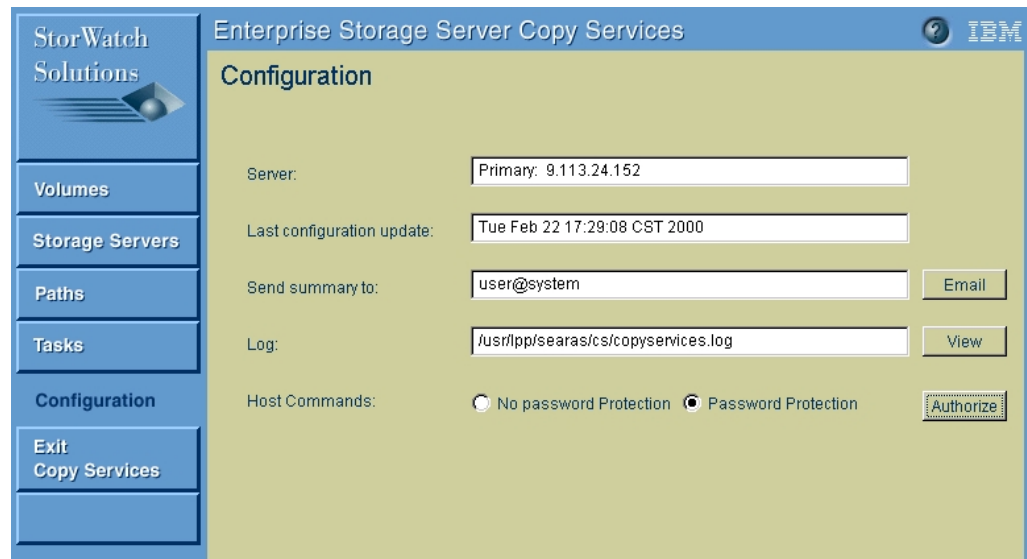 StorWatch
Solutions
Enterprise Storage Server Copy Services
?
IBM
Configuration
Volumes
Storage Servers
Paths
Tasks
Configuration
Exit
Copy Services
Server:
Primary: 9.113.24.152
Last configuration update:
Tue Feb 22 17:29:08 CST 2000
Send summary to:
user@system
Email
Log:
/usr/lpp/searas/cs/copyservices.log
View
Host Commands:
No password Protection
Password Protection
Authorize